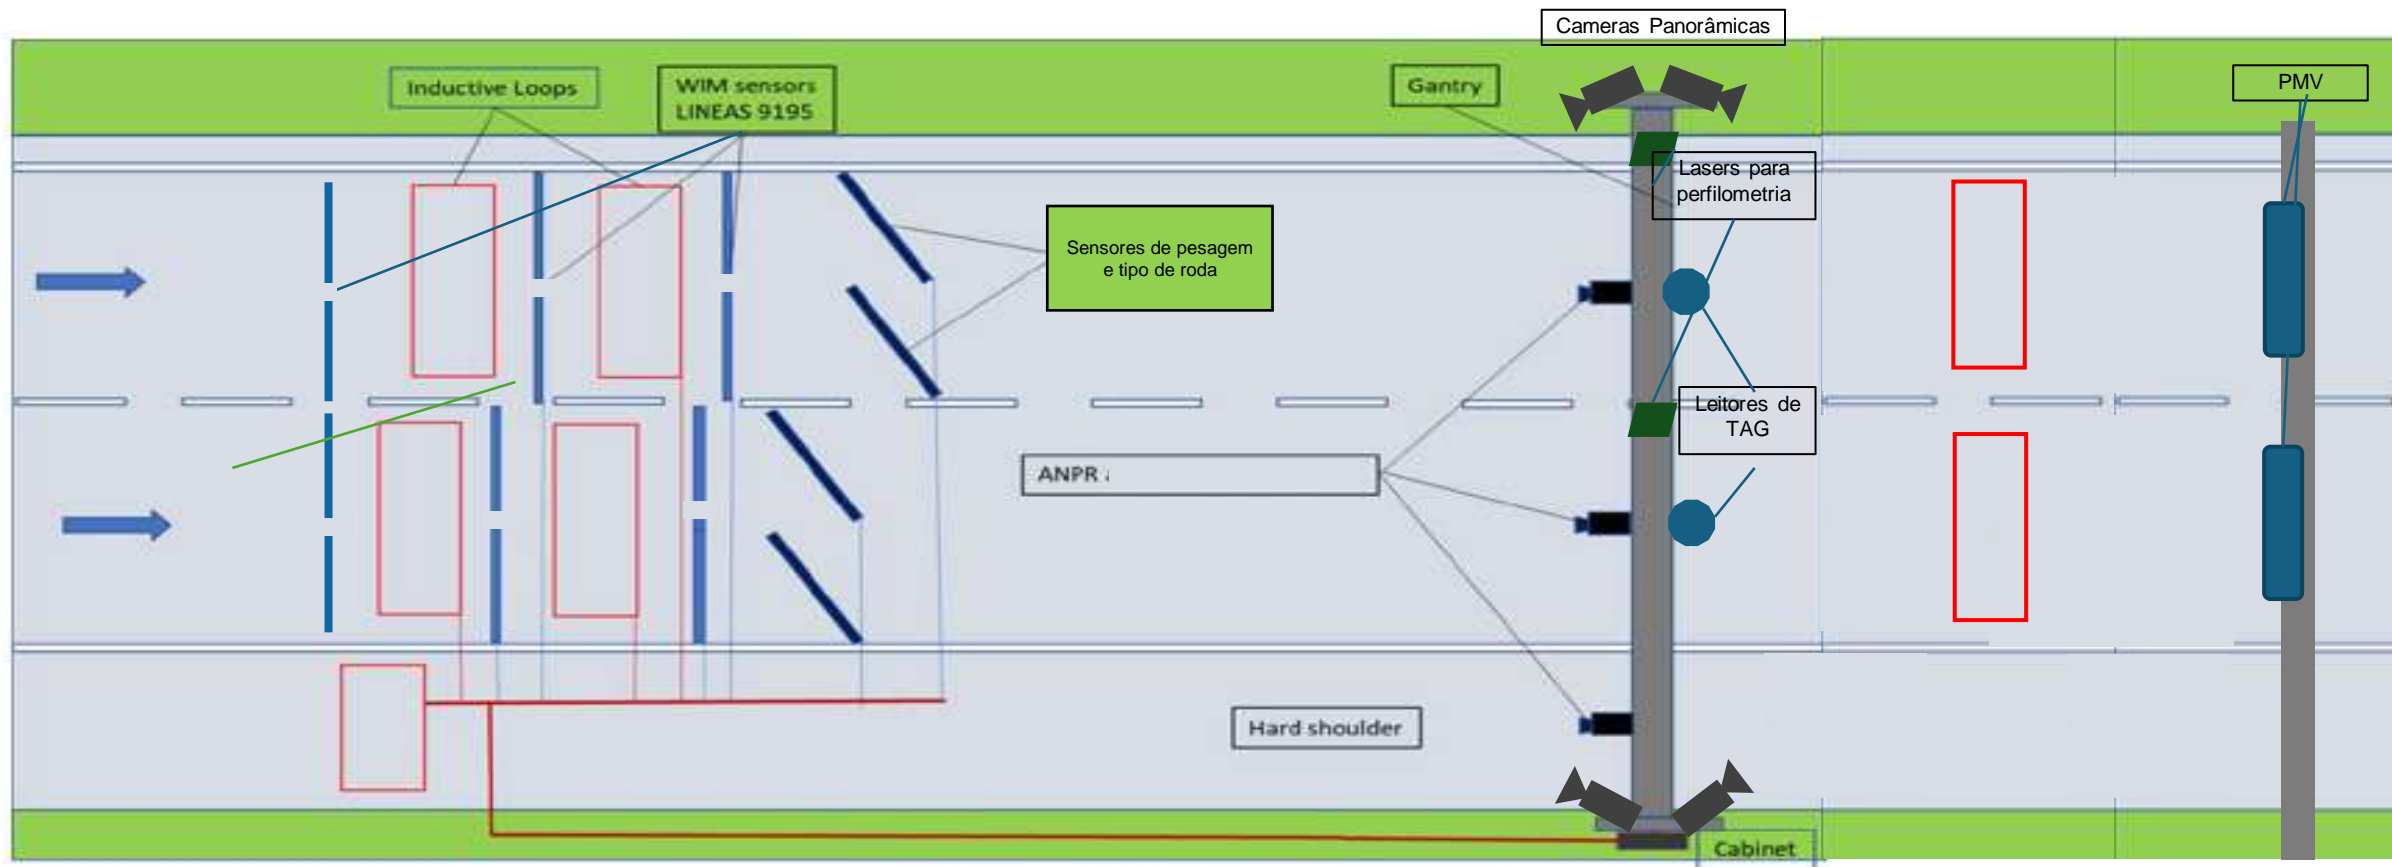 Cameras Panorâmicas
Inductive Loops
WIM sensors
LINEAS 9195
Gantry
PMV
Lasers para
perfilometria
Sensores de pesagem
e tipo de roda
Leitores de
TAG
ANPR
Hard shoulder
Cabinet